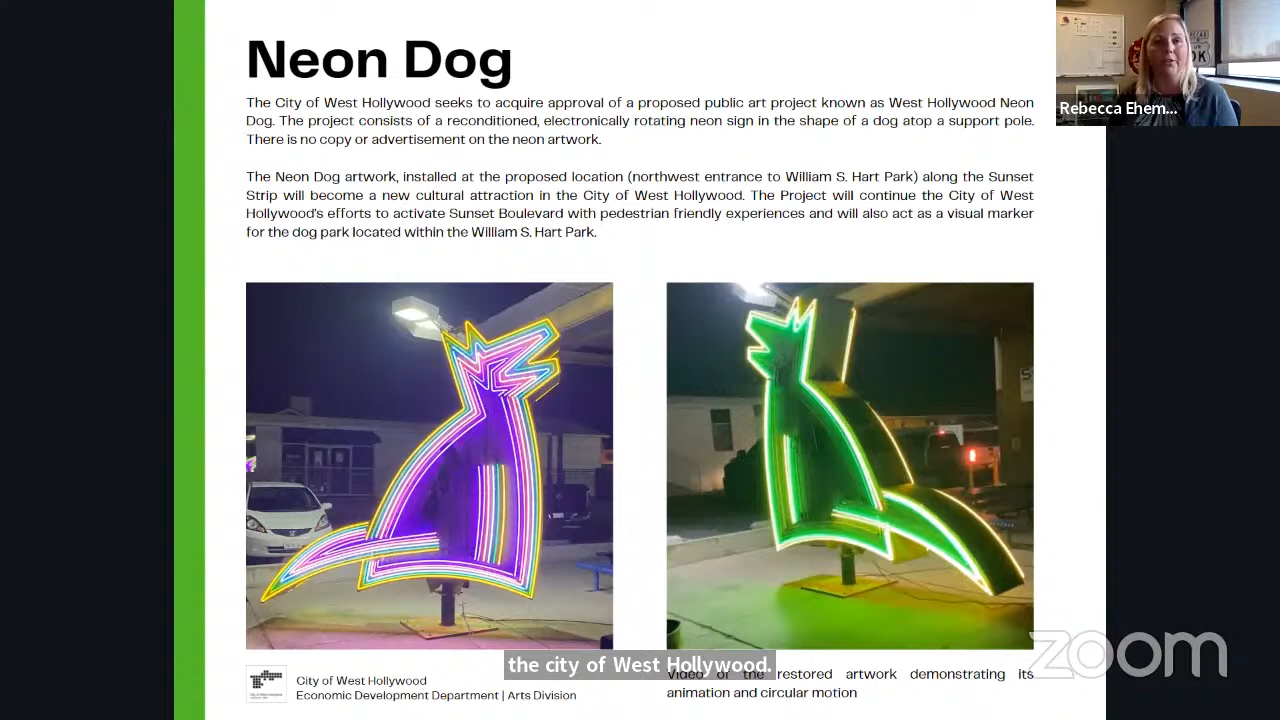 Neon Dog
The City of West Hollywood seeks to acquire approval of a proposed public art project known as West Hollywood Neon
Dog. The project consists of a reconditioned, electronically rotating neon sign in the shape of a dog atop a support pole.
There is no copy or advertisement on the neon artwork.
The Neon Dog artwork, installed at the proposed location (northwest entrance to William S. Hart Park) along the Sunset
Strip will become a new cultural attraction in the City of West Hollywood. The Project will continue the City of West
Hollywood's efforts to activate Sunset Boulevard with pedestrian friendly experiences and will also act as a visual marker
for the dog park located within the William S. Hart Park.
Rebecca Ehem...
the city of West Hollywood.
City of West Hollywood
Economic Development Department | Arts Division
Video of the restored artwork demonstrating its
animation and circular motion
zoom